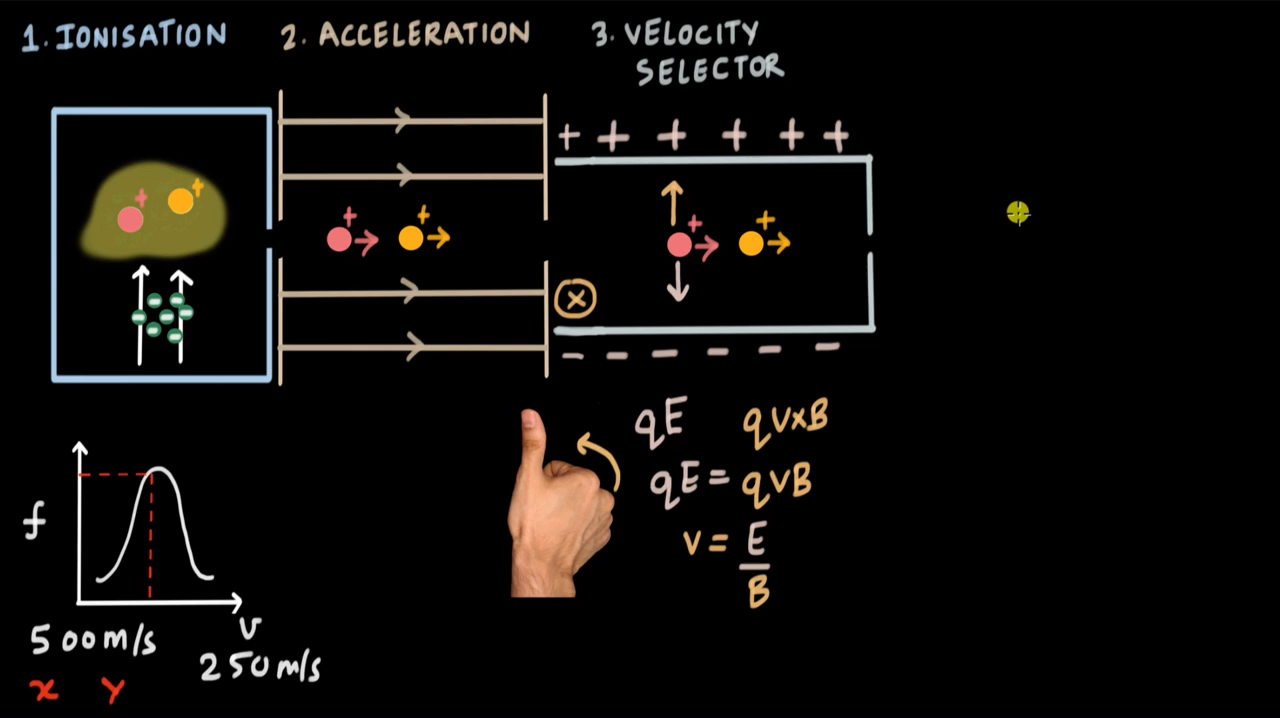 1. IONISATION
2. ACCELERATION
3. VELOCITY
SELECTOR
+ + + + + +
+ +
+ +
+ +
x
- - - - - -
qE qv×B
qE = qvB
v = E
B
f
v
500m/s
250m/s
x y